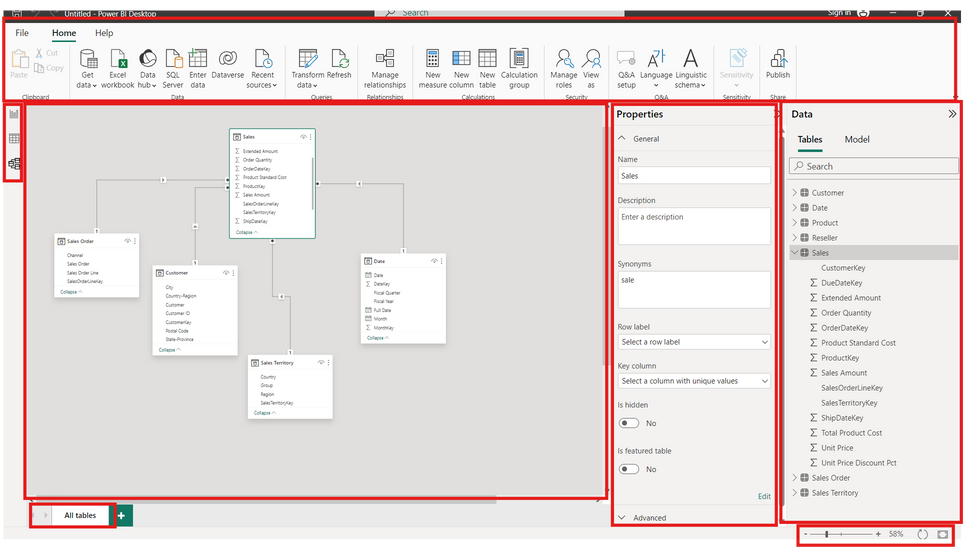 Untitled - Power BI Desktop
Search
Sign in
File
Home
Help
Paste
Cut
Copy
Clipboard
Get data
Excel workbook
Data hub
SQL Server
Enter data
Dataverse
Recent sources
Data
Transform data
Refresh
Queries
Manage relationships
Relationships
New measure
New column
New table
Calculation group
Calculations
Manage roles
View as
Security
Q&A setup
Language
Linguistic schema
Q&A
Sensitivity
Sensitivity
Publish
Share
Sales
Extended Amount
Order Quantity
OrderDateKey
Product Standard Cost
ProductKey
Sales Amount
SalesOrderLineKey
SalesTerritoryKey
ShipDateKey
Collapse
Sales Order
Channel
Sales Order
Sales Order Line
SalesOrderLineKey
Collapse
Customer
City
Country-Region
Customer
Customer ID
CustomerKey
Postal Code
State-Province
Collapse
Sales Territory
Country
Group
Region
SalesTerritoryKey
Collapse
Date
Date
DateKey
Fiscal Quarter
Fiscal Year
Full Date
Month
MonthKey
Collapse
All tables
+
Properties
General
Name
Sales
Description
Enter a description
Synonyms
sale
Row label
Select a row label
Key column
Select a column with unique values
Is hidden
No
Is featured table
No
Edit
Advanced
Data
Tables
Model
Search
Customer
Date
Product
Reseller
Sales
CustomerKey
DueDateKey
Extended Amount
Order Quantity
OrderDateKey
Product Standard Cost
ProductKey
Sales Amount
SalesOrderLineKey
SalesTerritoryKey
ShipDateKey
Total Product Cost
Unit Price
Unit Price Discount Pct
Sales Order
Sales Territory
- + 58%